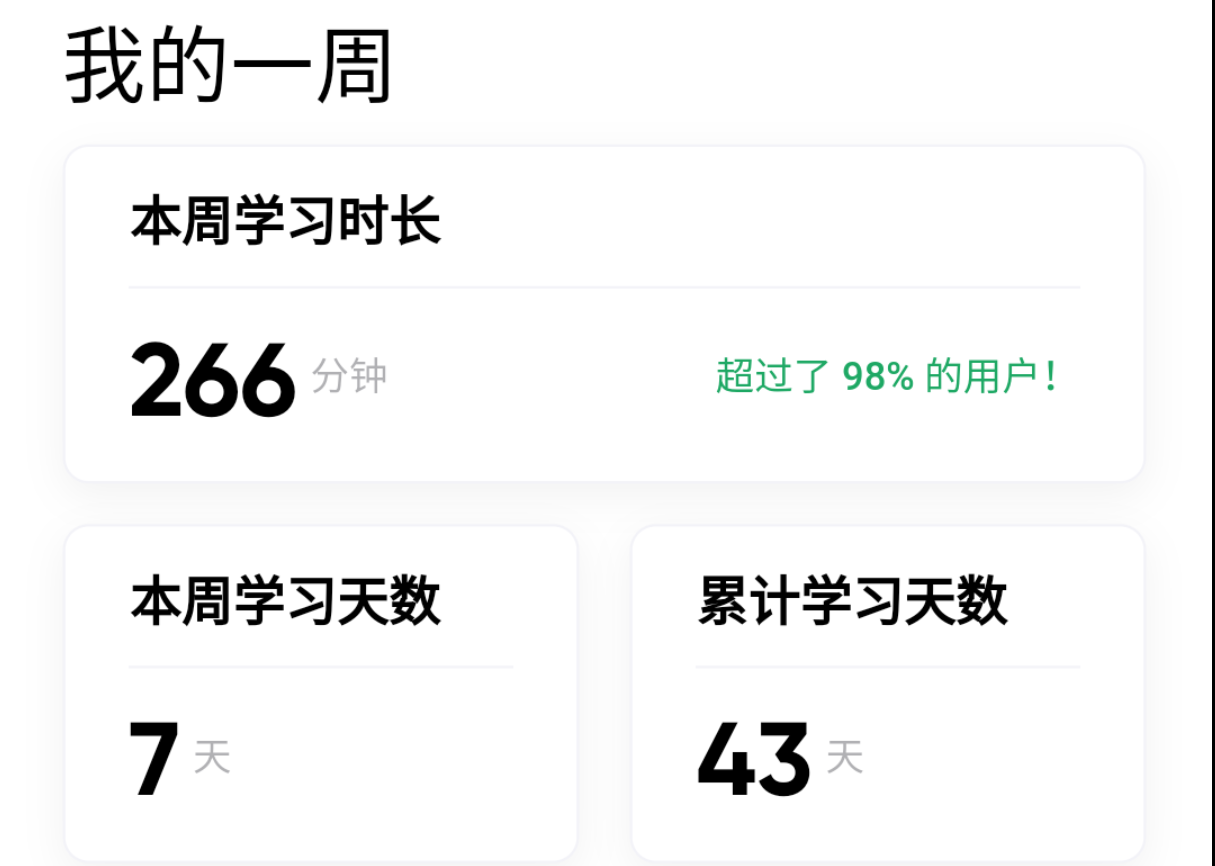 我的一周
本周学习时长
266 分钟
超过了 98% 的用户！
本周学习天数
7 天
累计学习天数
43 天